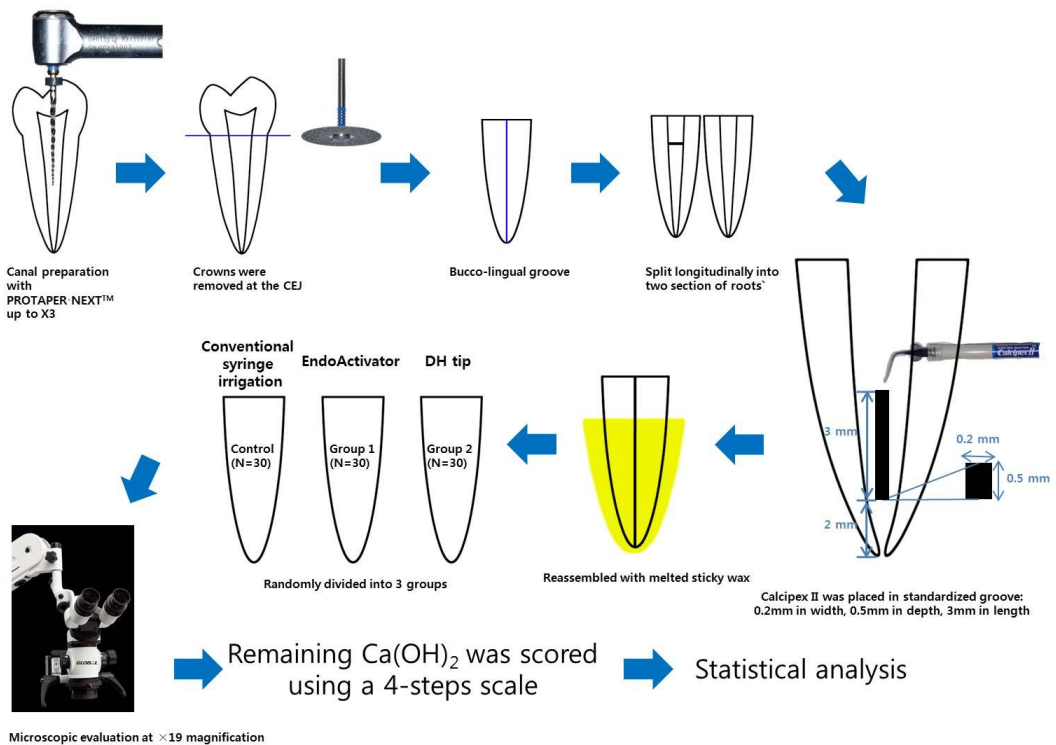 Canal preparation
with
PROTAPER NEXT™
up to X3
Crowns were
removed at the CEJ
Bucco-lingual groove
Split longitudinally into
two section of roots`
Calcipex II
3 mm
0.2 mm
0.5 mm
2 mm
Calcipex Ⅱ was placed in standardized groove:
0.2mm in width, 0.5mm in depth, 3mm in length
Reassembled with melted sticky wax
Conventional
syringe
irrigation
EndoActivator
DH tip
Control
(N=30)
Group 1
(N=30)
Group 2
(N=30)
Randomly divided into 3 groups
GLOBAL
Microscopic evaluation at ×19 magnification
Remaining Ca(OH)₂ was scored
using a 4-steps scale
Statistical analysis